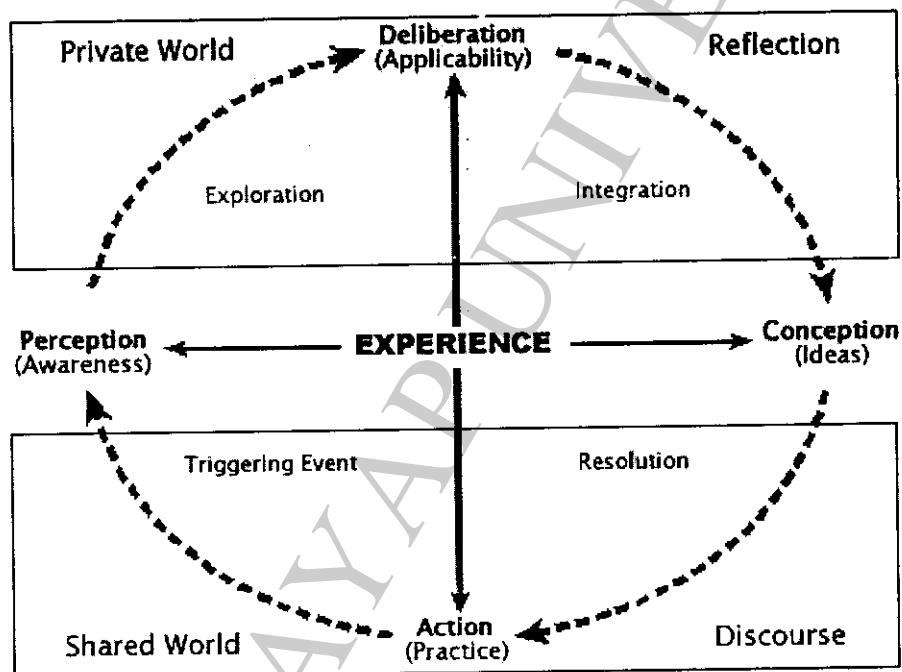 Private World
Deliberation
(Applicability)
Reflection
Exploration
Integration
Perception
(Awareness)
EXPERIENCE
Conception
(Ideas)
Triggering Event
Resolution
Shared World
Action
(Practice)
Discourse